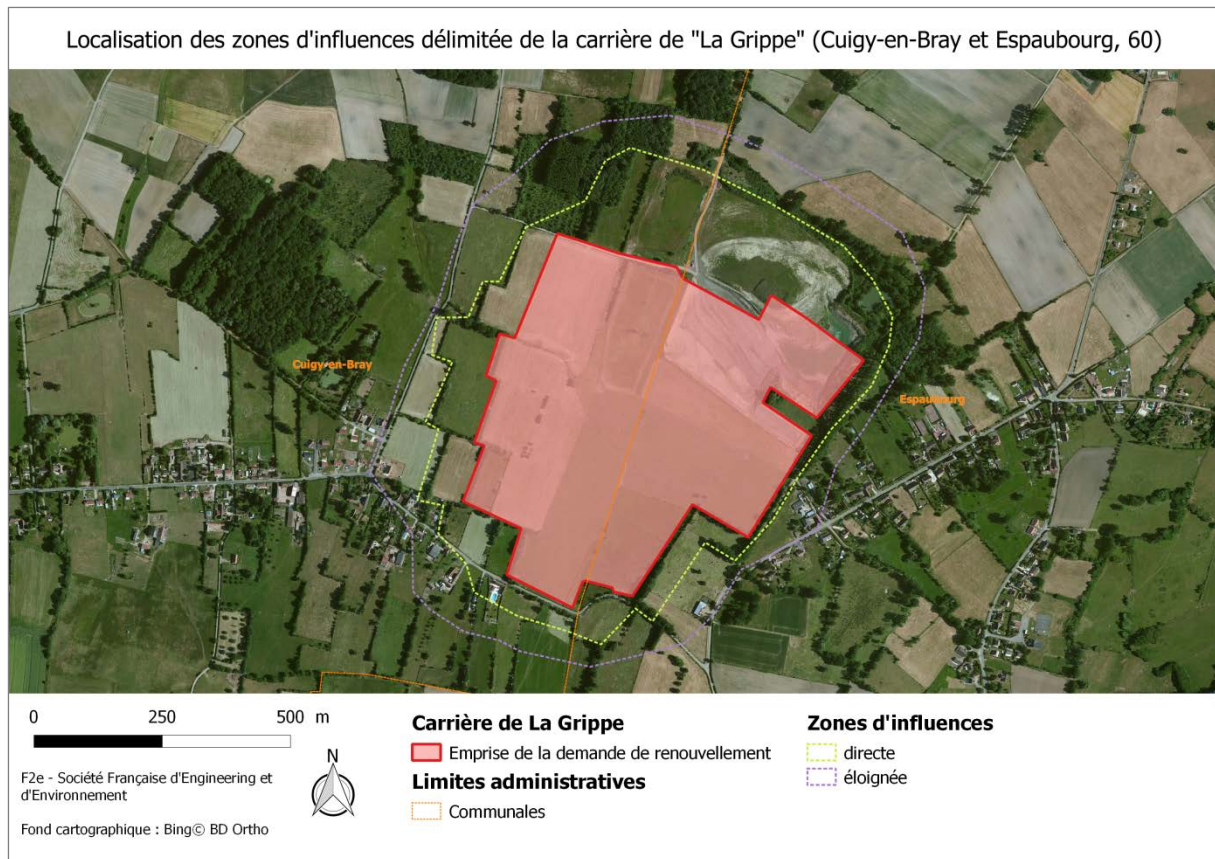 Localisation des zones d'influences délimitée de la carrière de "La Grippe" (Cuigy-en-Bray et Espaubourg, 60)
Cuigy-en-Bray
Espaubourg
0 250 500 m
F2e - Société Française d'Engineering et
d'Environnement
Fond cartographique : Bing© BD Ortho
N
Carrière de La Grippe
Emprise de la demande de renouvellement
Limites administratives
Communales
Zones d'influences
directe
éloignée